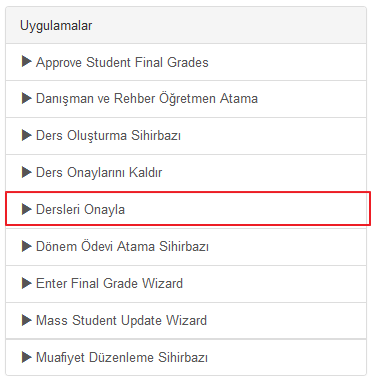 Uygulamalar
Approve Student Final Grades
Danışman ve Rehber Öğretmen Atama
Ders Oluşturma Sihirbazı
Ders Onaylarını Kaldır
Dersleri Onayla
Dönem Ödevi Atama Sihirbazı
Enter Final Grade Wizard
Mass Student Update Wizard
Muafiyet Düzenleme Sihirbazı